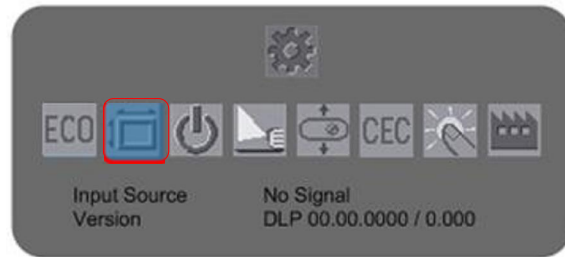 ECO CEC
Input Source No Signal
Version DLP 00.00.0000 / 0.000